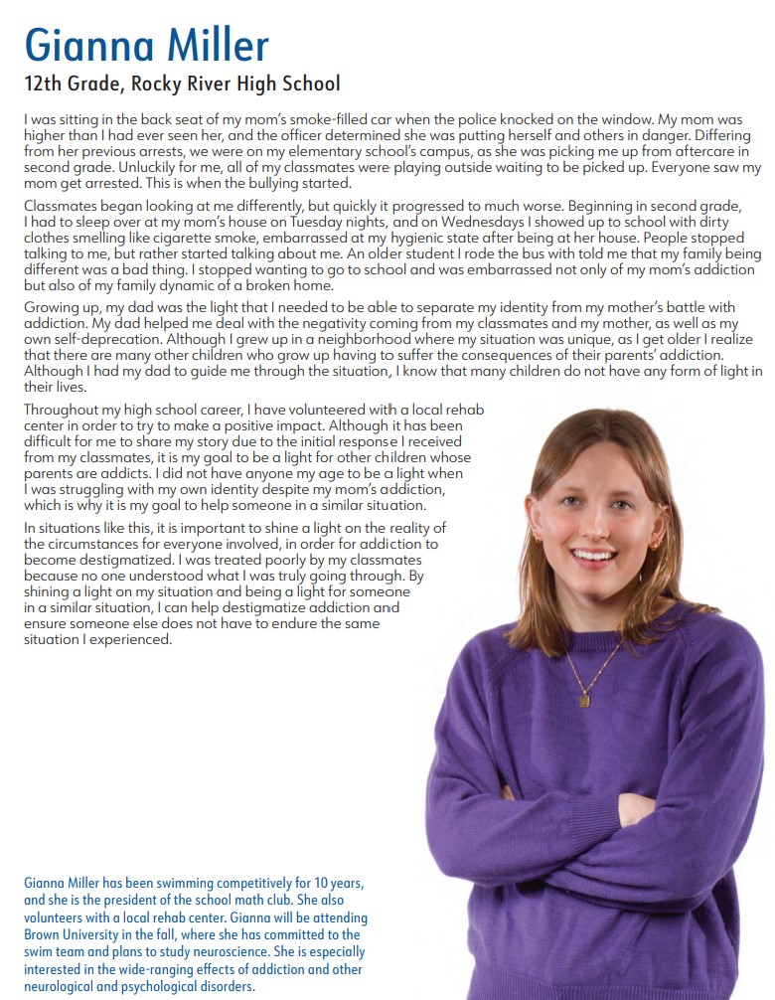 Gianna Miller
12th Grade, Rocky River High School
I was sitting in the back seat of my mom's smoke-filled car when the police knocked on the window. My mom was
higher than I had ever seen her, and the officer determined she was putting herself and others in danger. Differing
from her previous arrests, we were on my elementary school's campus, as she was picking me up from aftercare in
second grade. Unluckily for me, all of my classmates were playing outside waiting to be picked up. Everyone saw my
mom get arrested. This is when the bullying started.
Classmates began looking at me differently, but quickly it progressed to much worse. Beginning in second grade,
I had to sleep over at my mom's house on Tuesday nights, and on Wednesdays I showed up to school with dirty
clothes smelling like cigarette smoke, embarrassed at my hygienic state after being at her house. People stopped
talking to me, but rather started talking about me. An older student I rode the bus with told me that my family being
different was a bad thing. I stopped wanting to go to school and was embarrassed not only of my mom's addiction
but also of my family dynamic of a broken home.
Growing up, my dad was the light that I needed to be able to separate my identity from my mother's battle with
addiction. My dad helped me deal with the negativity coming from my classmates and my mother, as well as my
own self-deprecation. Although I grew up in a neighborhood where my situation was unique, as I get older I realize
that there are many other children who grow up having to suffer the consequences of their parents' addiction.
Although I had my dad to guide me through the situation, I know that many children do not have any form of light in
their lives.
Throughout my high school career, I have volunteered with a local rehab
center in order to try to make a positive impact. Although it has been
difficult for me to share my story due to the initial response I received
from my classmates, it is my goal to be a light for other children whose
parents are addicts. I did not have anyone my age to be a light when
I was struggling with my own identity despite my mom's addiction,
which is why it is my goal to help someone in a similar situation.
In situations like this, it is important to shine a light on the reality of
the circumstances for everyone involved, in order for addiction to
become destigmatized. I was treated poorly by my classmates
because no one understood what I was truly going through. By
shining a light on my situation and being a light for someone
in a similar situation, I can help destigmatize addiction and
ensure someone else does not have to endure the same
situation I experienced.
Gianna Miller has been swimming competitively for 10 years,
and she is the president of the school math club. She also
volunteers with a local rehab center. Gianna will be attending
Brown University in the fall, where she has committed to the
swim team and plans to study neuroscience. She is especially
interested in the wide-ranging effects of addiction and other
neurological and psychological disorders.